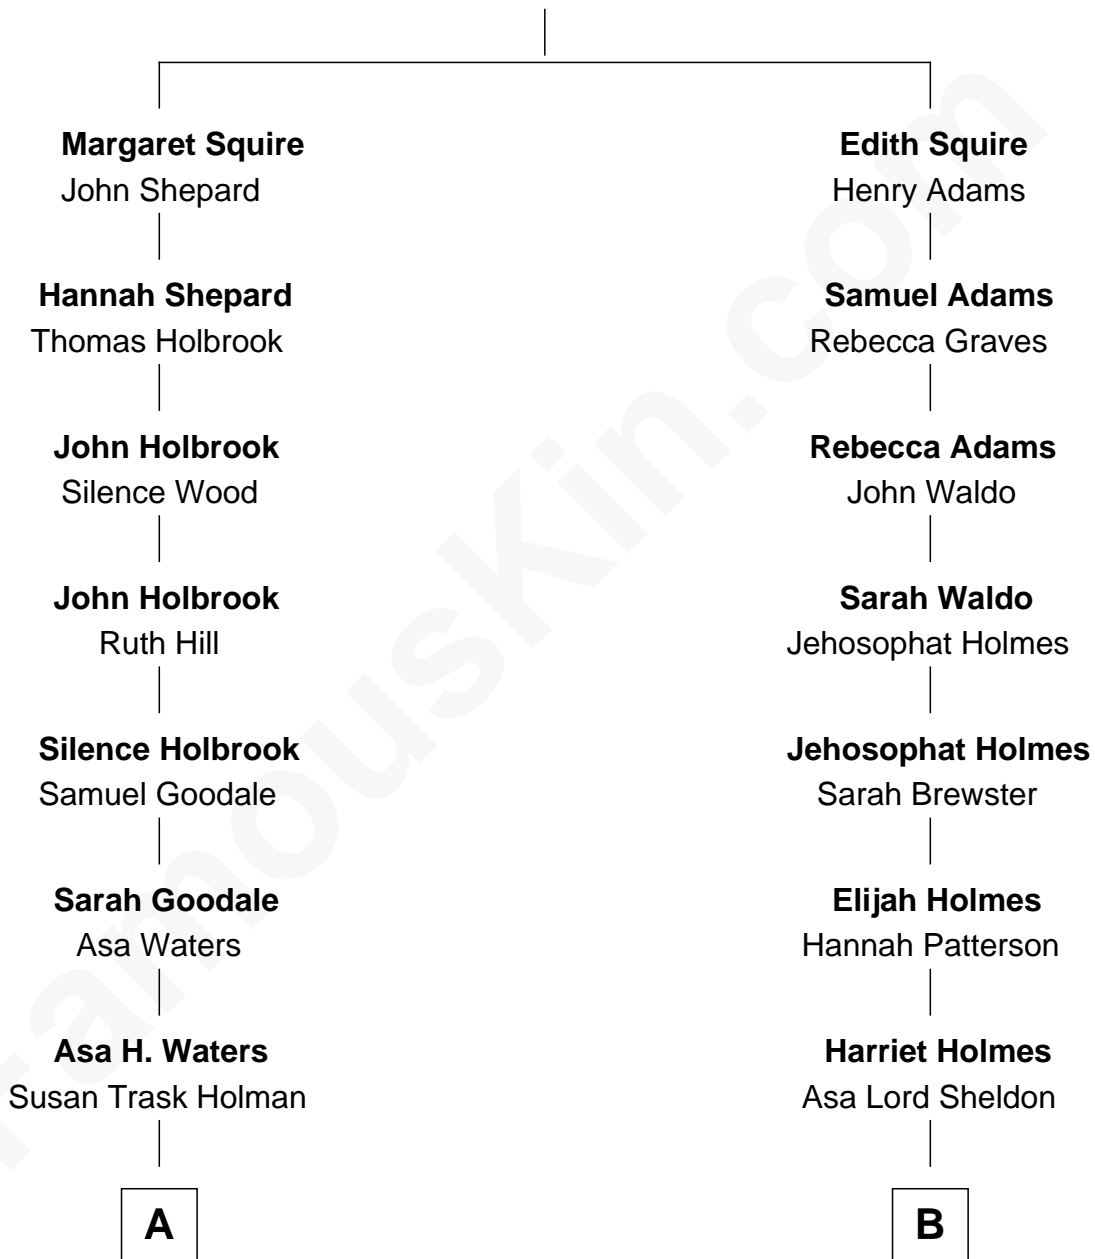 Margaret Squire
John Shepard
Hannah Shepard
Thomas Holbrook
John Holbrook
Silence Wood
John Holbrook
Ruth Hill
Silence Holbrook
Samuel Goodale
Sarah Goodale
Asa Waters
Asa H. Waters
Susan Trask Holman
A
Edith Squire
Henry Adams
Samuel Adams
Rebecca Graves
Rebecca Adams
John Waldo
Sarah Waldo
Jehosophat Holmes
Jehosophat Holmes
Sarah Brewster
Elijah Holmes
Hannah Patterson
Harriet Holmes
Asa Lord Sheldon
B
FamousKin.com